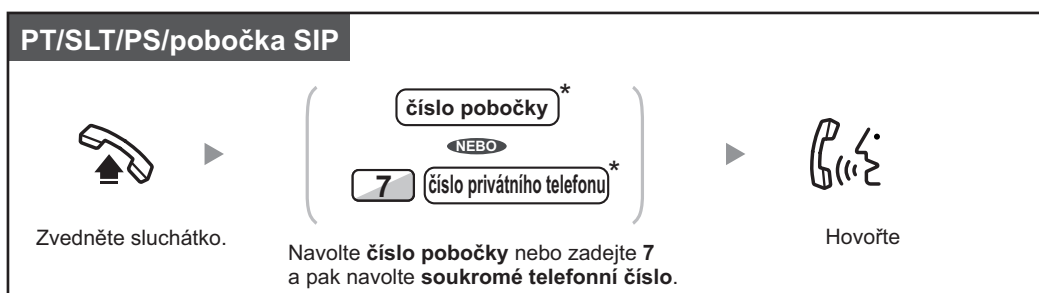 PT/SLT/PS/pobočka SIP
číslo pobočky*
NEBO
7 číslo privátního telefonu*
Zvedněte sluchátko.
Navolte číslo pobočky nebo zadejte 7
a pak navolte soukromé telefonní číslo.
Hovořte